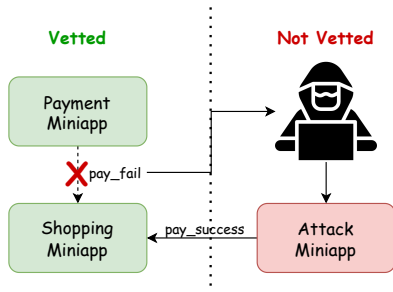 Vetted
Not Vetted
Payment
Miniapp
pay_fail
Shopping
Miniapp
pay_success
Attack
Miniapp